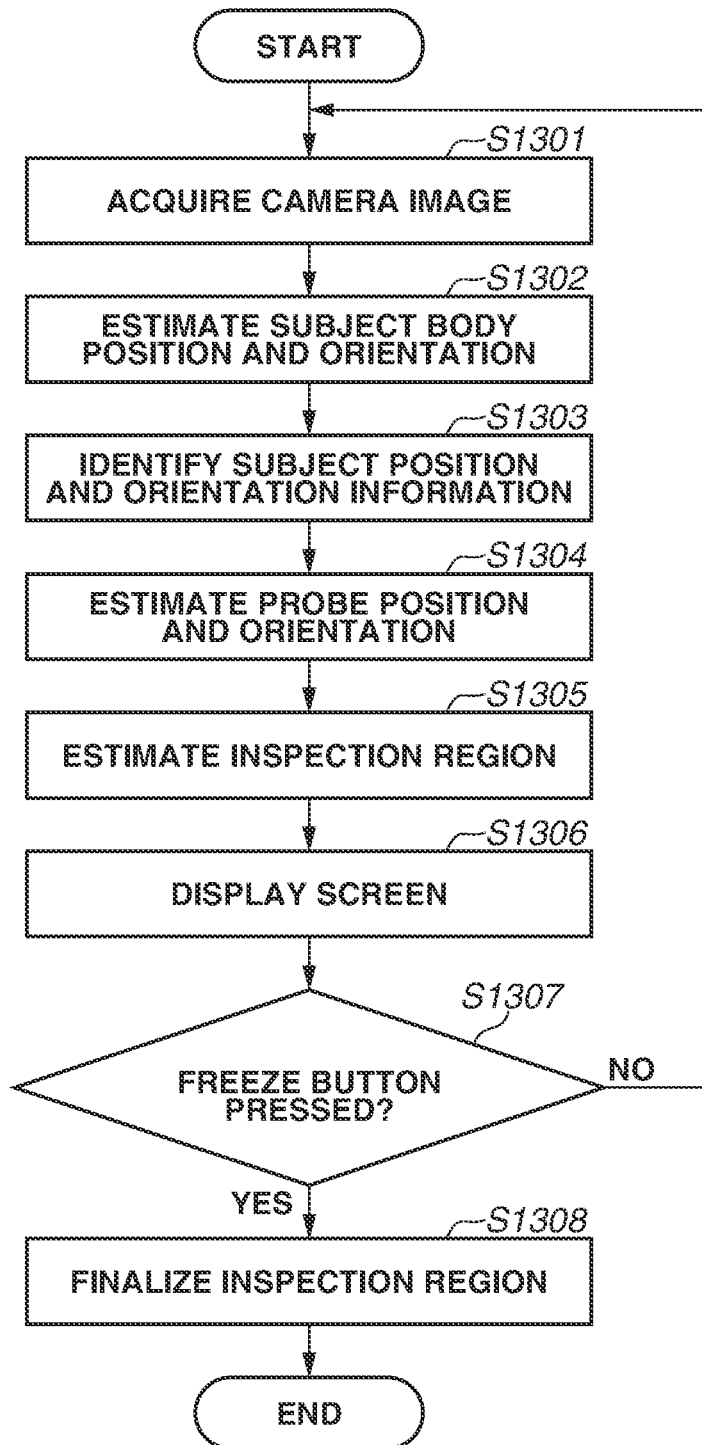 START
S1301
ACQUIRE CAMERA IMAGE
S1302
ESTIMATE SUBJECT BODY
POSITION AND ORIENTATION
S1303
IDENTIFY SUBJECT POSITION
AND ORIENTATION INFORMATION
S1304
ESTIMATE PROBE POSITION
AND ORIENTATION
S1305
ESTIMATE INSPECTION REGION
S1306
DISPLAY SCREEN
S1307
FREEZE BUTTON
PRESSED?
NO
YES
S1308
FINALIZE INSPECTION REGION
END